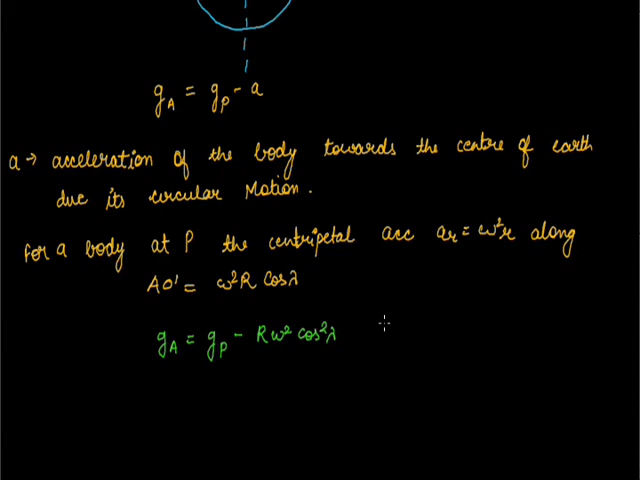 g_A = g_P - a
a → acceleration of the body towards the centre of earth
due its circular Motion.
For a body at P the centripetal acc a_r = ω²r along
AO' = ω²R Cosλ
g_A = g_P - Rω² cos²λ